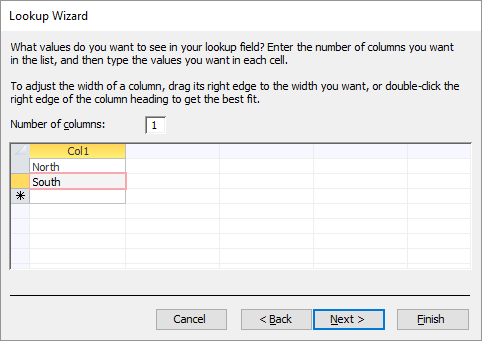 Lookup Wizard
What values do you want to see in your lookup field? Enter the number of columns you want
in the list, and then type the values you want in each cell.
To adjust the width of a column, drag its right edge to the width you want, or double-click the
right edge of the column heading to get the best fit.
Number of columns: 1
Col1
North
South
*
Cancel < Back Next > Finish